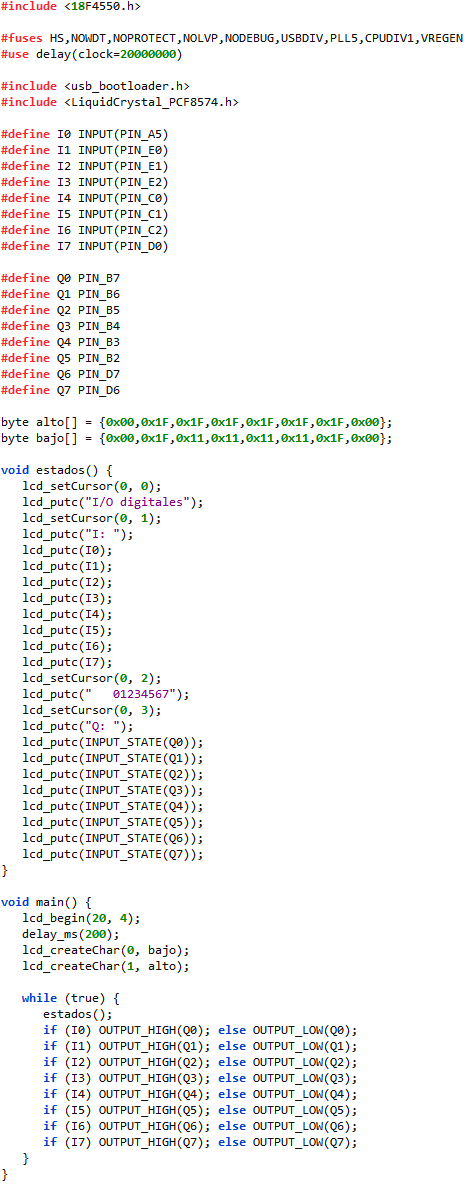 #include <18F4550.h>

#fuses HS,NOWDT,NOPROTECT,NOLVP,NODEBUG,USBDIV,PLL5,CPUDIV1,VREGEN
#use delay(clock=20000000)

#include <usb_bootloader.h>
#include <LiquidCrystal_PCF8574.h>

#define I0 INPUT(PIN_A5)
#define I1 INPUT(PIN_E0)
#define I2 INPUT(PIN_E1)
#define I3 INPUT(PIN_E2)
#define I4 INPUT(PIN_C0)
#define I5 INPUT(PIN_C1)
#define I6 INPUT(PIN_C2)
#define I7 INPUT(PIN_D0)

#define Q0 PIN_B7
#define Q1 PIN_B6
#define Q2 PIN_B5
#define Q3 PIN_B4
#define Q4 PIN_B3
#define Q5 PIN_B2
#define Q6 PIN_D7
#define Q7 PIN_D6

byte alto[] = {0x00,0x1F,0x1F,0x1F,0x1F,0x1F,0x1F,0x00};
byte bajo[] = {0x00,0x1F,0x11,0x11,0x11,0x11,0x1F,0x00};

void estados() {
   lcd_setCursor(0, 0);
   lcd_putc("I/O digitales");
   lcd_setCursor(0, 1);
   lcd_putc("I: ");
   lcd_putc(I0);
   lcd_putc(I1);
   lcd_putc(I2);
   lcd_putc(I3);
   lcd_putc(I4);
   lcd_putc(I5);
   lcd_putc(I6);
   lcd_putc(I7);
   lcd_setCursor(0, 2);
   lcd_putc("   01234567");
   lcd_setCursor(0, 3);
   lcd_putc("Q: ");
   lcd_putc(INPUT_STATE(Q0));
   lcd_putc(INPUT_STATE(Q1));
   lcd_putc(INPUT_STATE(Q2));
   lcd_putc(INPUT_STATE(Q3));
   lcd_putc(INPUT_STATE(Q4));
   lcd_putc(INPUT_STATE(Q5));
   lcd_putc(INPUT_STATE(Q6));
   lcd_putc(INPUT_STATE(Q7));
}

void main() {
   lcd_begin(20, 4);
   delay_ms(200);
   lcd_createChar(0, bajo);
   lcd_createChar(1, alto);

   while (true) {
      estados();
      if (I0) OUTPUT_HIGH(Q0); else OUTPUT_LOW(Q0);
      if (I1) OUTPUT_HIGH(Q1); else OUTPUT_LOW(Q1);
      if (I2) OUTPUT_HIGH(Q2); else OUTPUT_LOW(Q2);
      if (I3) OUTPUT_HIGH(Q3); else OUTPUT_LOW(Q3);
      if (I4) OUTPUT_HIGH(Q4); else OUTPUT_LOW(Q4);
      if (I5) OUTPUT_HIGH(Q5); else OUTPUT_LOW(Q5);
      if (I6) OUTPUT_HIGH(Q6); else OUTPUT_LOW(Q6);
      if (I7) OUTPUT_HIGH(Q7); else OUTPUT_LOW(Q7);
   }
}